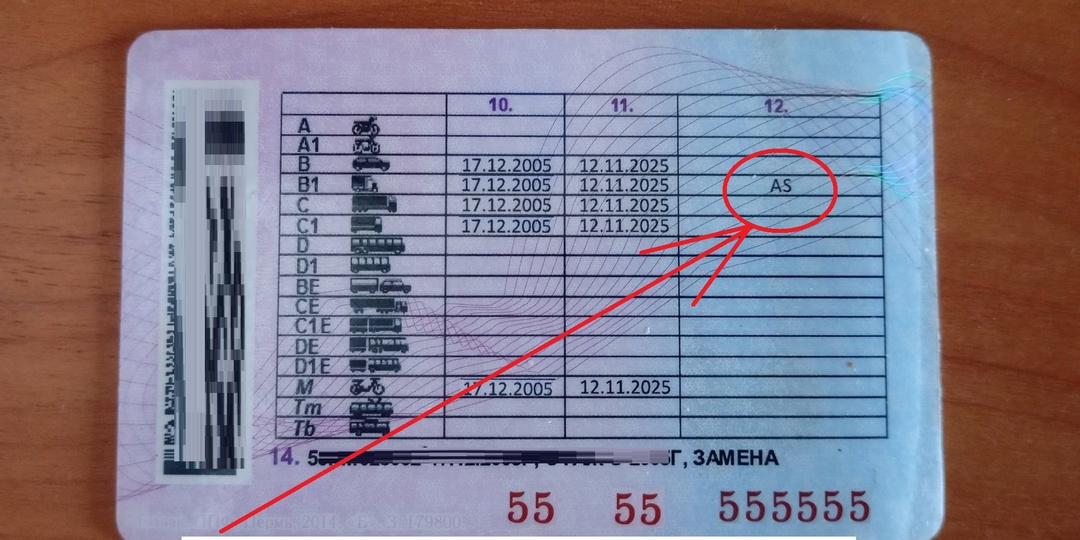 10. 11. 12.
A
A1
B 17.12.2005 12.11.2025
B1 17.12.2005 12.11.2025 AS
C 17.12.2005 12.11.2025
C1 17.12.2005 12.11.2025
D
D1
BE
CE
C1E
DE
D1E
M 17.12.2005 12.11.2025
Tm
Tb
14. ЗАМЕНА
55 55 555555